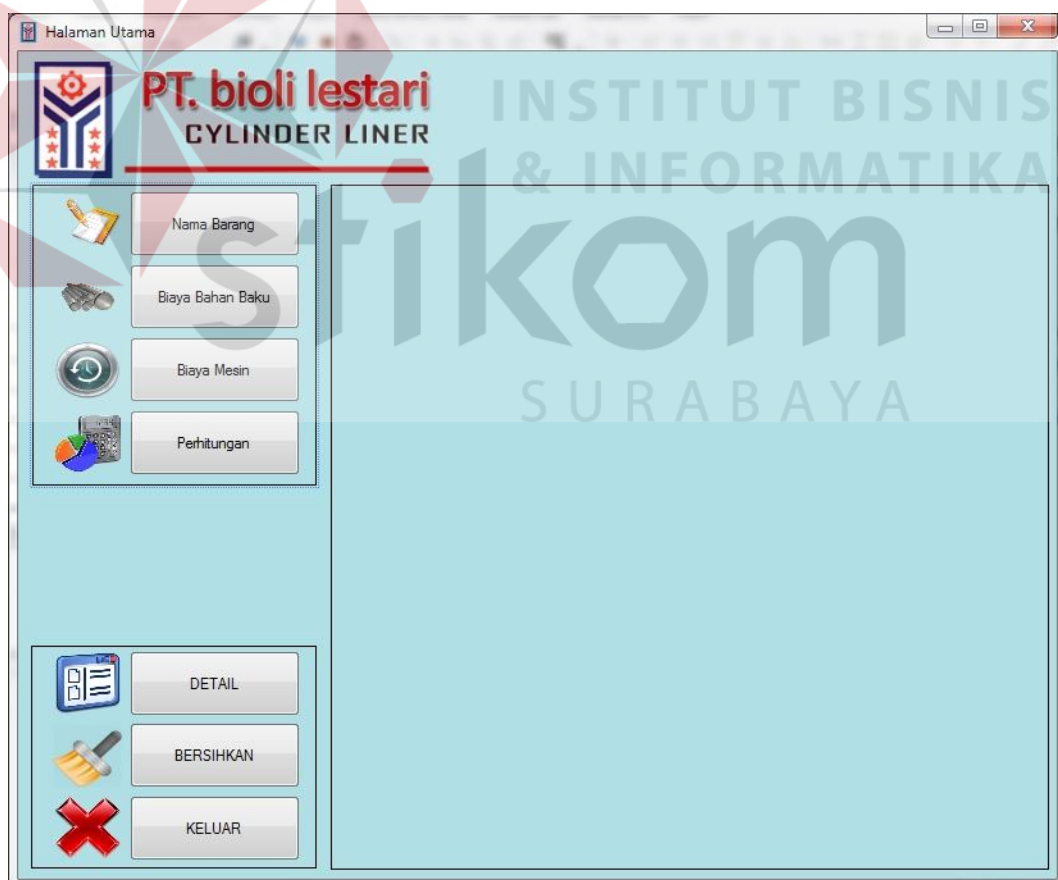 Halaman Utama
PT. bioli lestari
CYLINDER LINER
INSTITUT BISNIS
& INFORMATIKA
stikom
SURABAYA
Nama Barang
Biaya Bahan Baku
Biaya Mesin
Perhitungan
DETAIL
BERSIHKAN
KELUAR